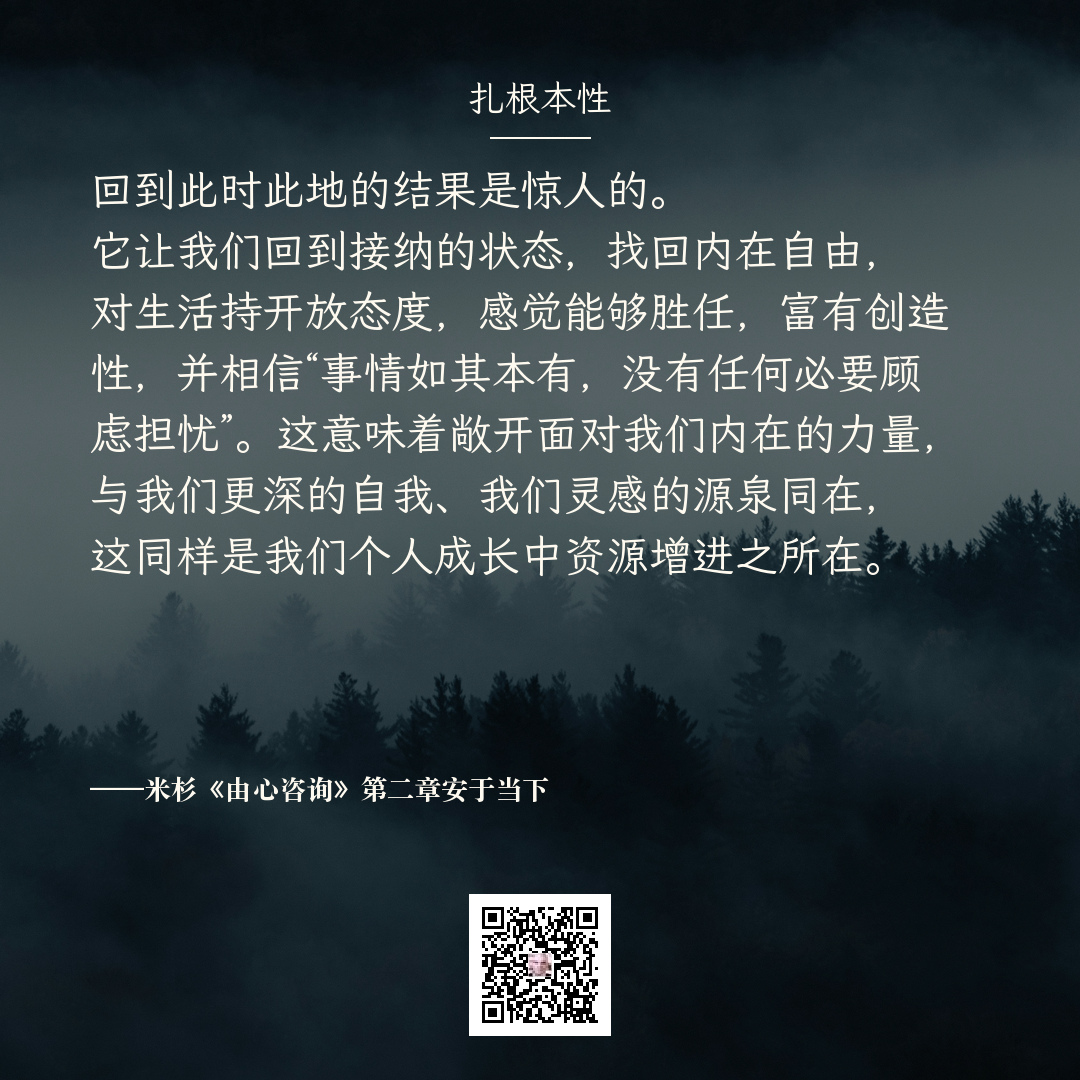 扎根本性
回到此时此地的结果是惊人的。
它让我们回到接纳的状态，找回内在自由，
对生活持开放态度，感觉能够胜任，富有创造
性，并相信“事情如其本有，没有任何必要顾
虑担忧”。这意味着敞开面对我们内在的力量，
与我们更深的自我、我们灵感的源泉同在，
这同样是我们个人成长中资源增进之所在。
——米杉《由心咨询》第二章安于当下